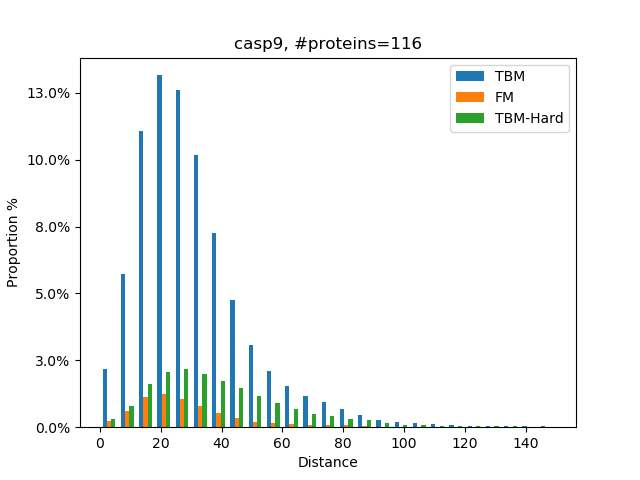 casp9, #proteins=116
TBM
FM
TBM-Hard
Proportion %
13.0%
10.0%
8.0%
5.0%
3.0%
0.0%
0 20 40 60 80 100 120 140
Distance